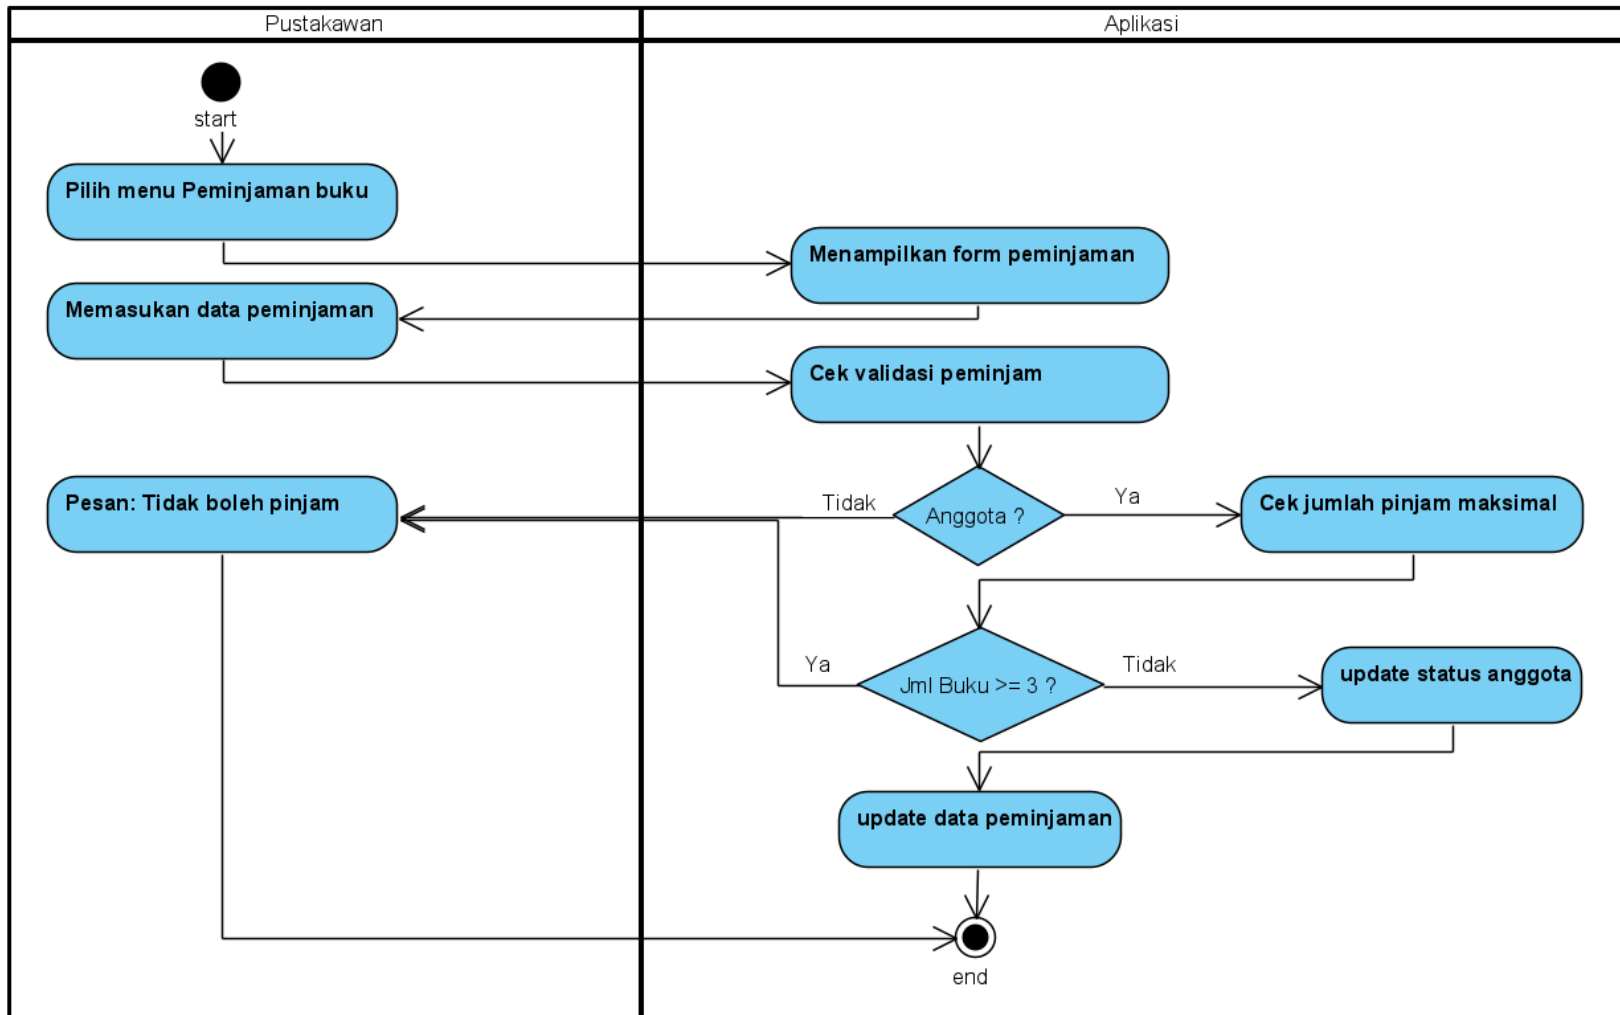 Pustakawan
Aplikasi
start
Pilih menu Peminjaman buku
Menampilkan form peminjaman
Memasukan data peminjaman
Cek validasi peminjam
Pesan: Tidak boleh pinjam
Tidak
Anggota ?
Ya
Cek jumlah pinjam maksimal
Ya
Jml Buku >= 3 ?
Tidak
update status anggota
update data peminjaman
end